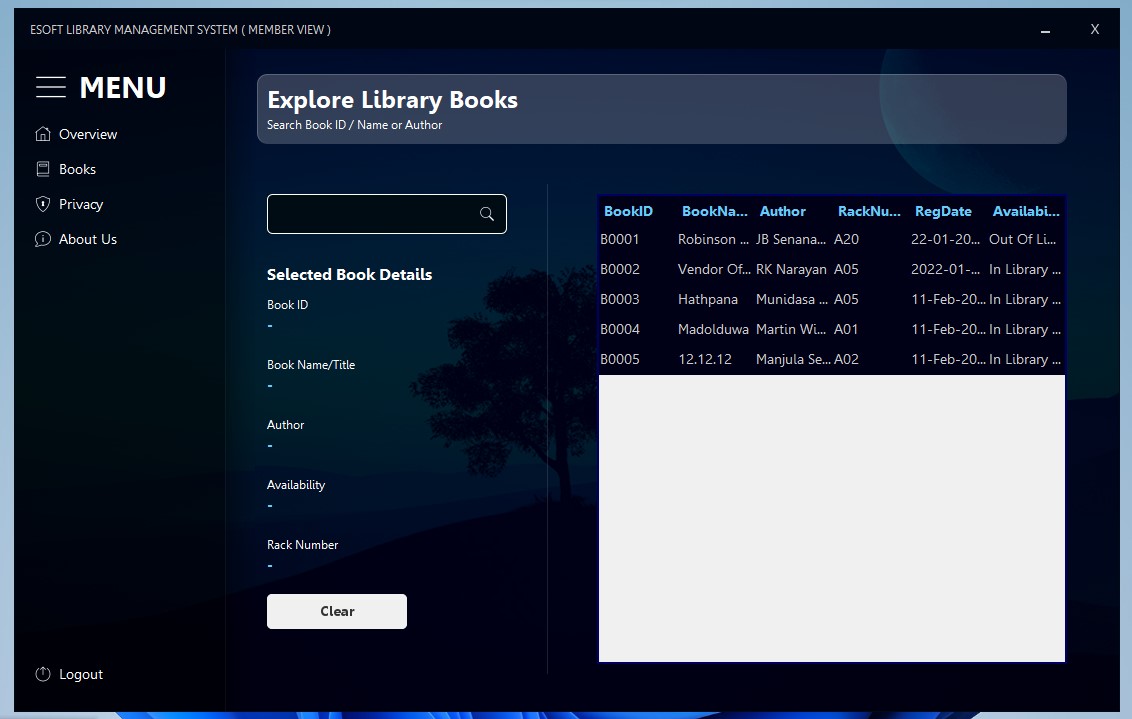 ESOFT LIBRARY MANAGEMENT SYSTEM ( MEMBER VIEW )
X
MENU
Overview
Books
Privacy
About Us
Logout
Explore Library Books
Search Book ID / Name or Author
Selected Book Details
Book ID
-
Book Name/Title
-
Author
-
Availability
-
Rack Number
-
Clear
BookID BookNa... Author RackNu... RegDate Availabi...
B0001 Robinson ... JB Senana... A20 22-01-20... Out Of Li...
B0002 Vendor Of... RK Narayan A05 2022-01-... In Library ...
B0003 Hathpana Munidasa ... A05 11-Feb-20... In Library ...
B0004 Madolduwa Martin Wi... A01 11-Feb-20... In Library ...
B0005 12.12.12 Manjula Se... A02 11-Feb-20... In Library ...